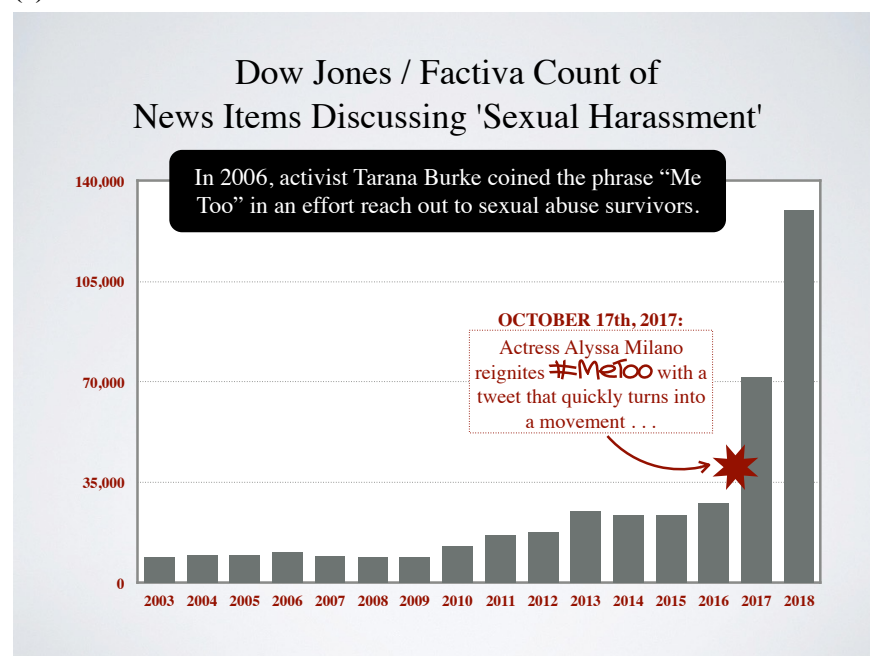 Dow Jones / Factiva Count of
News Items Discussing 'Sexual Harassment'
In 2006, activist Tarana Burke coined the phrase “Me
Too” in an effort reach out to sexual abuse survivors.
140,000
105,000
70,000
35,000
0
OCTOBER 17th, 2017:
Actress Alyssa Milano
reignites #MeToo with a
tweet that quickly turns into
a movement . . .
2003 2004 2005 2006 2007 2008 2009 2010 2011 2012 2013 2014 2015 2016 2017 2018